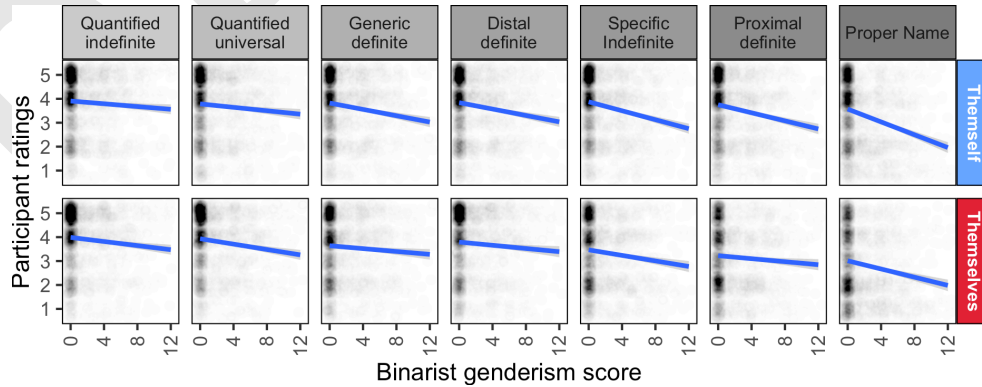 Quantified indefinite
Quantified universal
Generic definite
Distal definite
Specific Indefinite
Proximal definite
Proper Name
Participant ratings
5
4
3
2
1
Themself
5
4
3
2
1
Themselves
0 4 8 12 0 4 8 12 0 4 8 12 0 4 8 12 0 4 8 12 0 4 8 12 0 4 8 12
Binarist genderism score